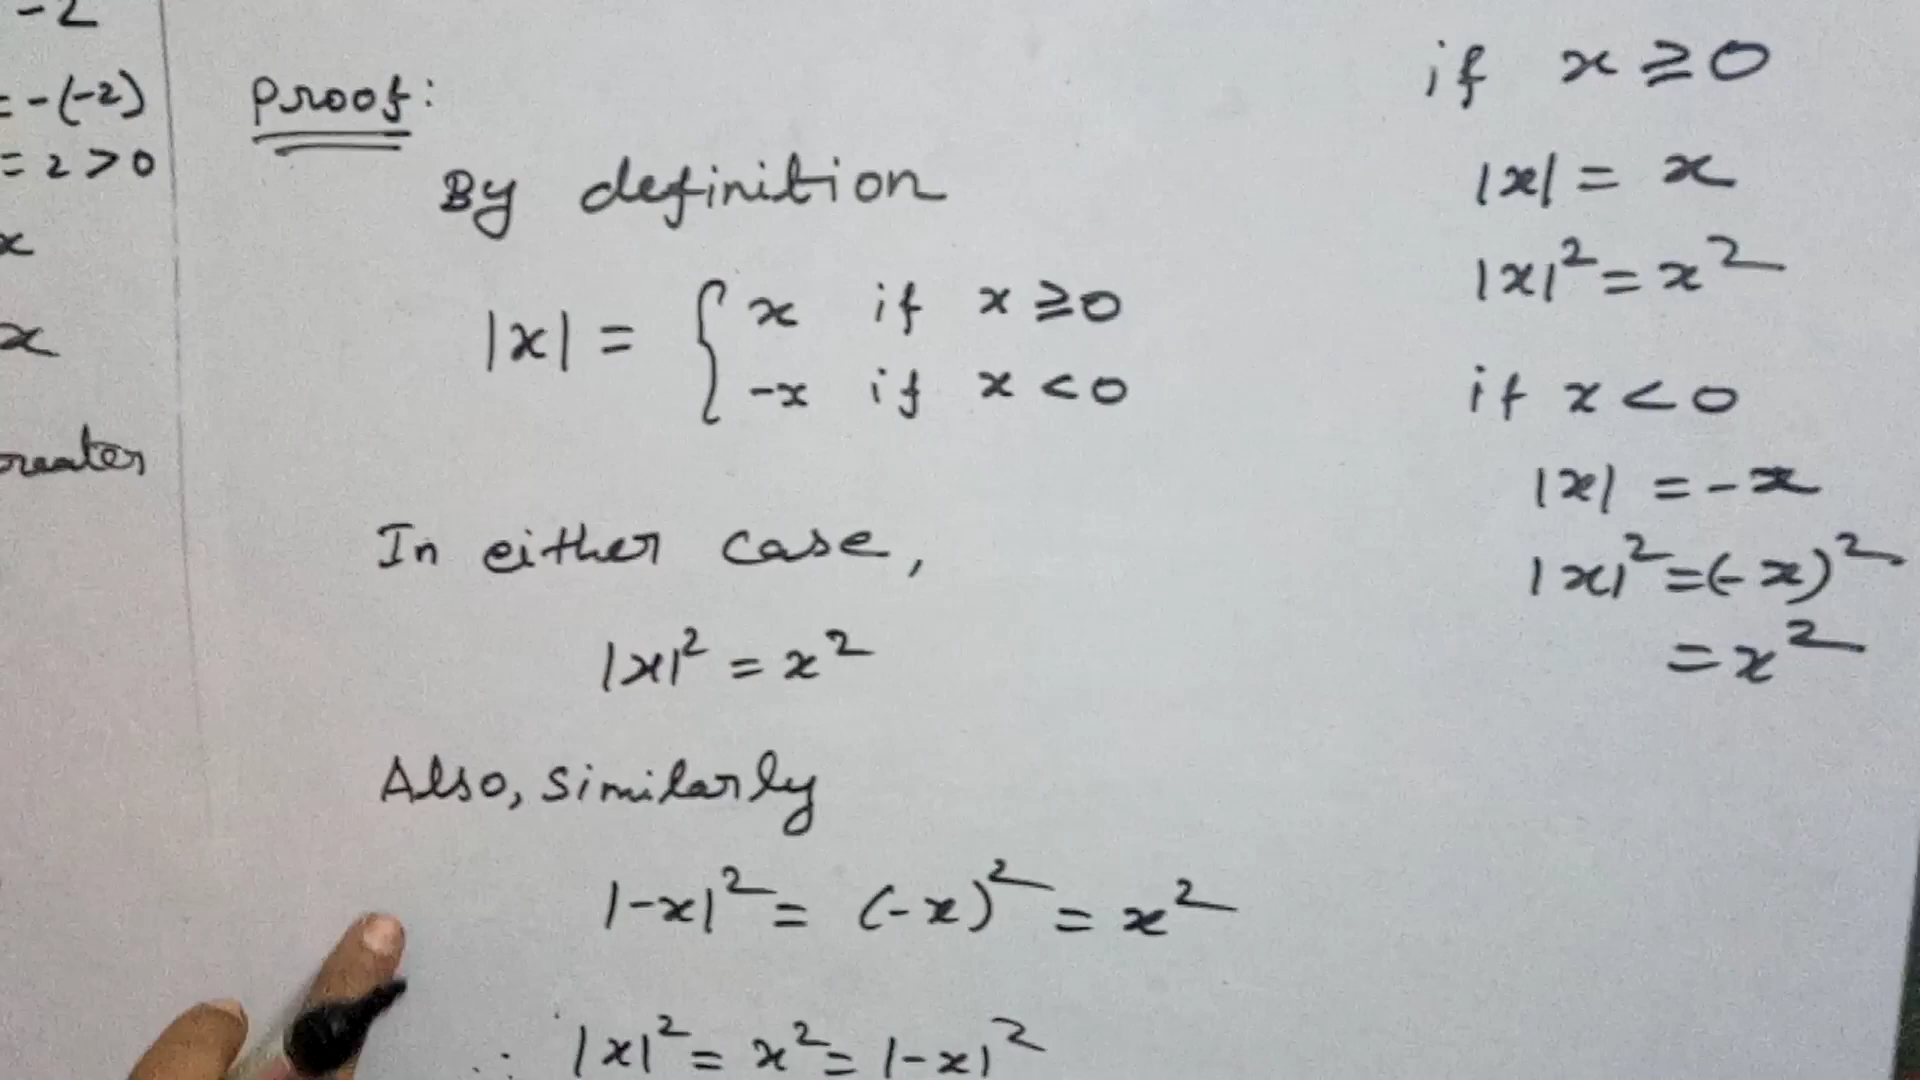 -2
= -(-2)
= 2 > 0
x
x
Proof:
By definition
|x| = { x if x ≥ 0
-x if x < 0
In either case,
|x|² = x²
Also, similarly
|-x|² = (-x)² = x²
∴ |x|² = x² = |-x|²
if x ≥ 0
|x| = x
|x|² = x²
if x < 0
|x| = -x
|x|² = (-x)²
= x²